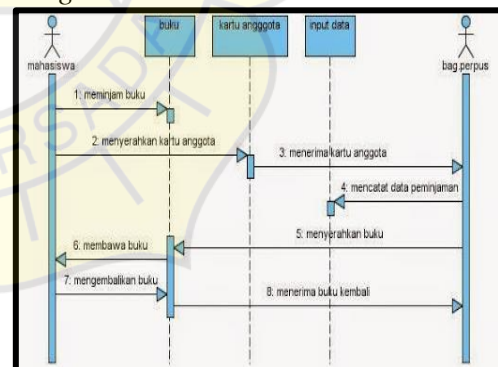 buku kartu angggota input data
mahasiswa bag.perpus
1: meminjam buku
2: menyerahkan kartu anggota
3: menerima kartu anggota
4: mencatat data peminjaman
5: menyerahkan buku
6: membawa buku
7: mengembalikan buku
8: menerima buku kembali